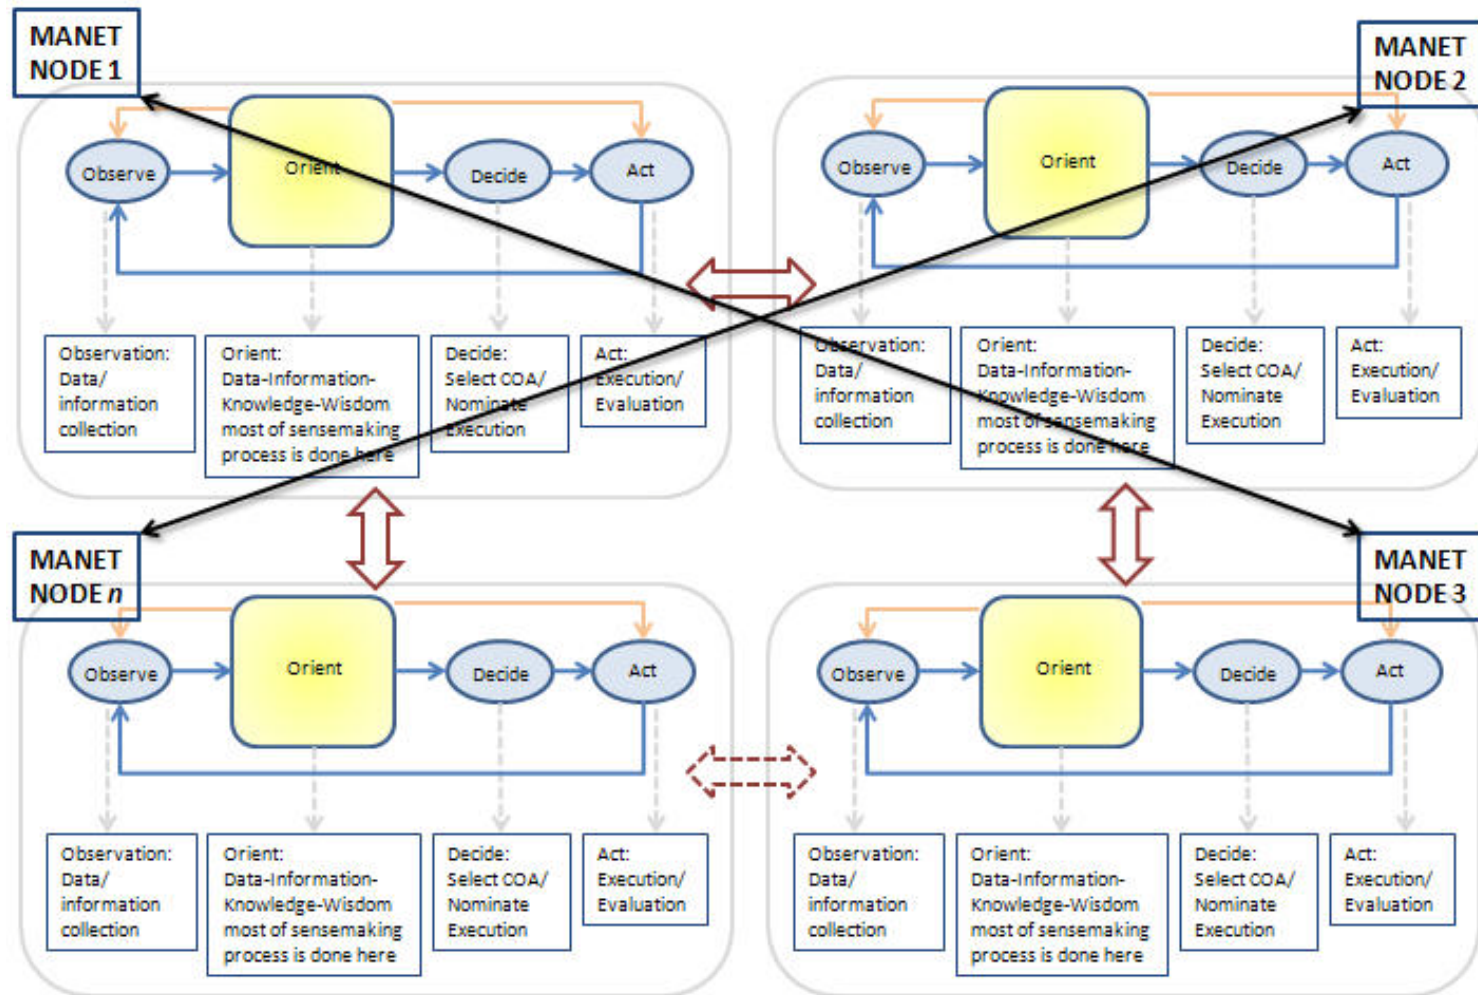 MANET
NODE 1
Observe
Orient
Decide
Act
Observation:
Data/
information
collection
Orient:
Data-Information-
Knowledge-Wisdom
most of sensemaking
process is done here
Decide:
Select COA/
Nominate
Execution
Act:
Execution/
Evaluation
MANET
NODE 2
Observe
Orient
Decide
Act
Observation:
Data/
information
collection
Orient:
Data-Information-
Knowledge-Wisdom
most of sensemaking
process is done here
Decide:
Select COA/
Nominate
Execution
Act:
Execution/
Evaluation
MANET
NODE n
Observe
Orient
Decide
Act
Observation:
Data/
information
collection
Orient:
Data-Information-
Knowledge-Wisdom
most of sensemaking
process is done here
Decide:
Select COA/
Nominate
Execution
Act:
Execution/
Evaluation
MANET
NODE 3
Observe
Orient
Decide
Act
Observation:
Data/
information
collection
Orient:
Data-Information-
Knowledge-Wisdom
most of sensemaking
process is done here
Decide:
Select COA/
Nominate
Execution
Act:
Execution/
Evaluation